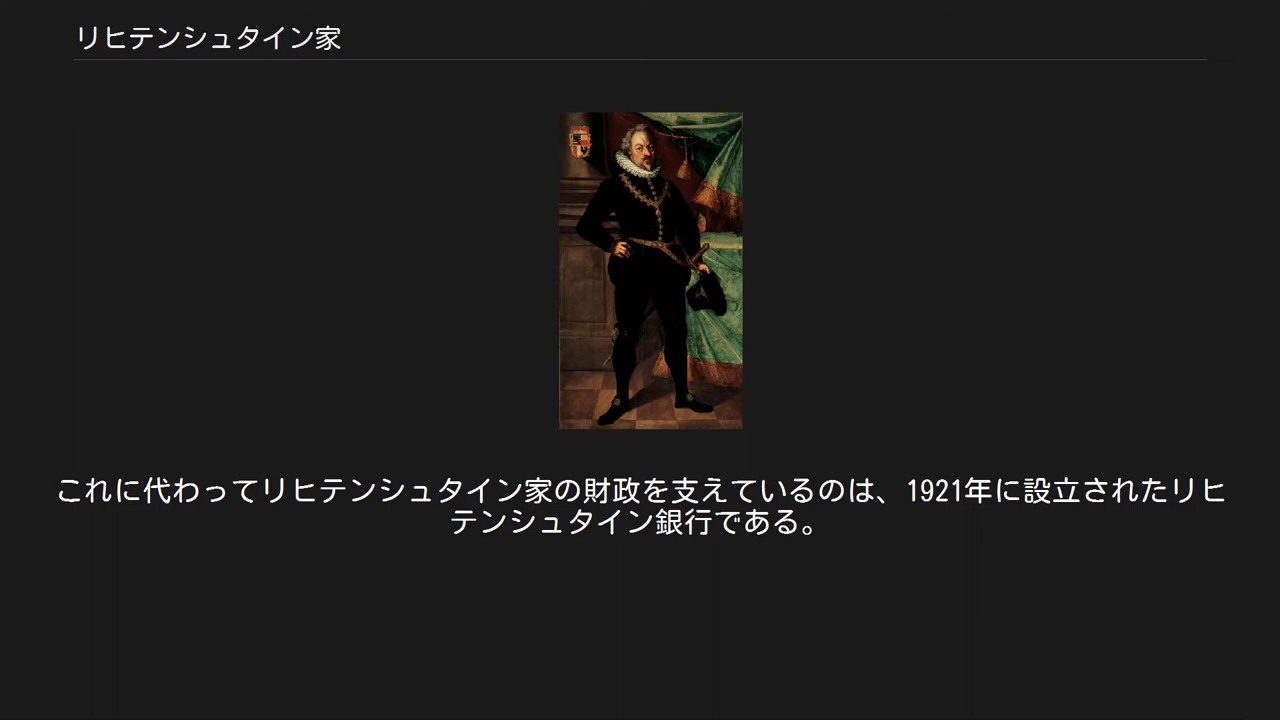 リヒテンシュタイン家
これに代わってリヒテンシュタイン家の財政を支えているのは、1921年に設立されたリヒ
テンシュタイン銀行である。